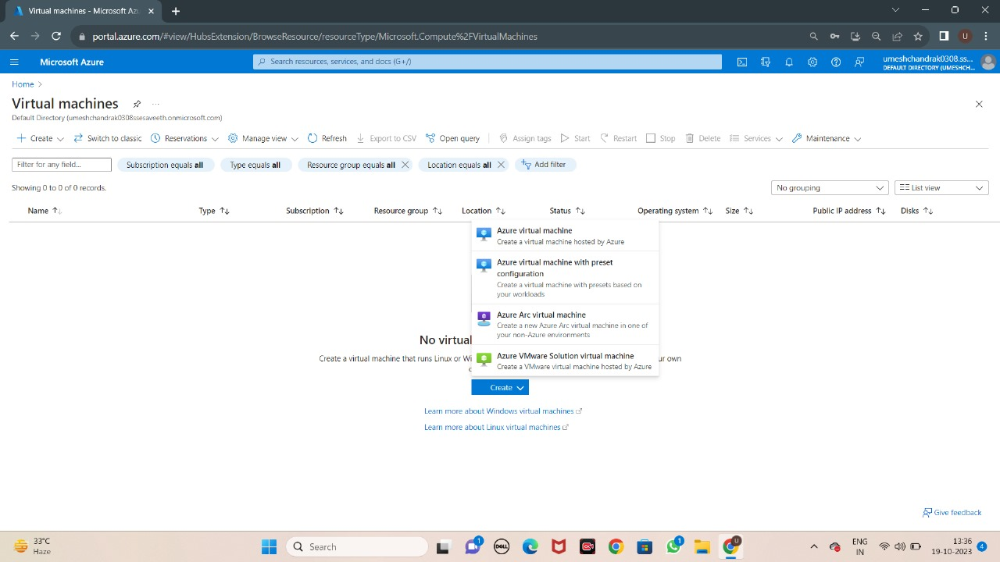 Virtual machines - Microsoft Azu
portal.azure.com/#view/HubsExtension/BrowseResource/resourceType/Microsoft.Compute%2FVirtualMachines
U
Microsoft Azure
Search resources, services, and docs (G+/)
umeshchandrak0308.ss...
DEFAULT DIRECTORY (UMESHCH...
Home
Virtual machines
...
Default Directory (umeshchandrak0308ssesaveeth.onmicrosoft.com)
Create
Switch to classic
Reservations
Manage view
Refresh
Export to CSV
Open query
Assign tags
Start
Restart
Stop
Delete
Services
Maintenance
Filter for any field...
Subscription equals all
Type equals all
Resource group equals all
Location equals all
Add filter
Showing 0 to 0 of 0 records.
No grouping
List view
Name
Type
Subscription
Resource group
Location
Status
Operating system
Size
Public IP address
Disks
Azure virtual machine
Create a virtual machine hosted by Azure
Azure virtual machine with preset
configuration
Create a virtual machine with presets based on
your workloads
Azure Arc virtual machine
Create a new Azure Arc virtual machine in one of
your non-Azure environments
Azure VMware Solution virtual machine
Create a VMware virtual machine hosted by Azure
No virtual
Create a virtual machine that runs Linux or Wi
ur own
Create
Learn more about Windows virtual machines
Learn more about Linux virtual machines
Give feedback
33°C
Haze
Search
1
DELL
1
U
ENG
IN
13:36
19-10-2023
4